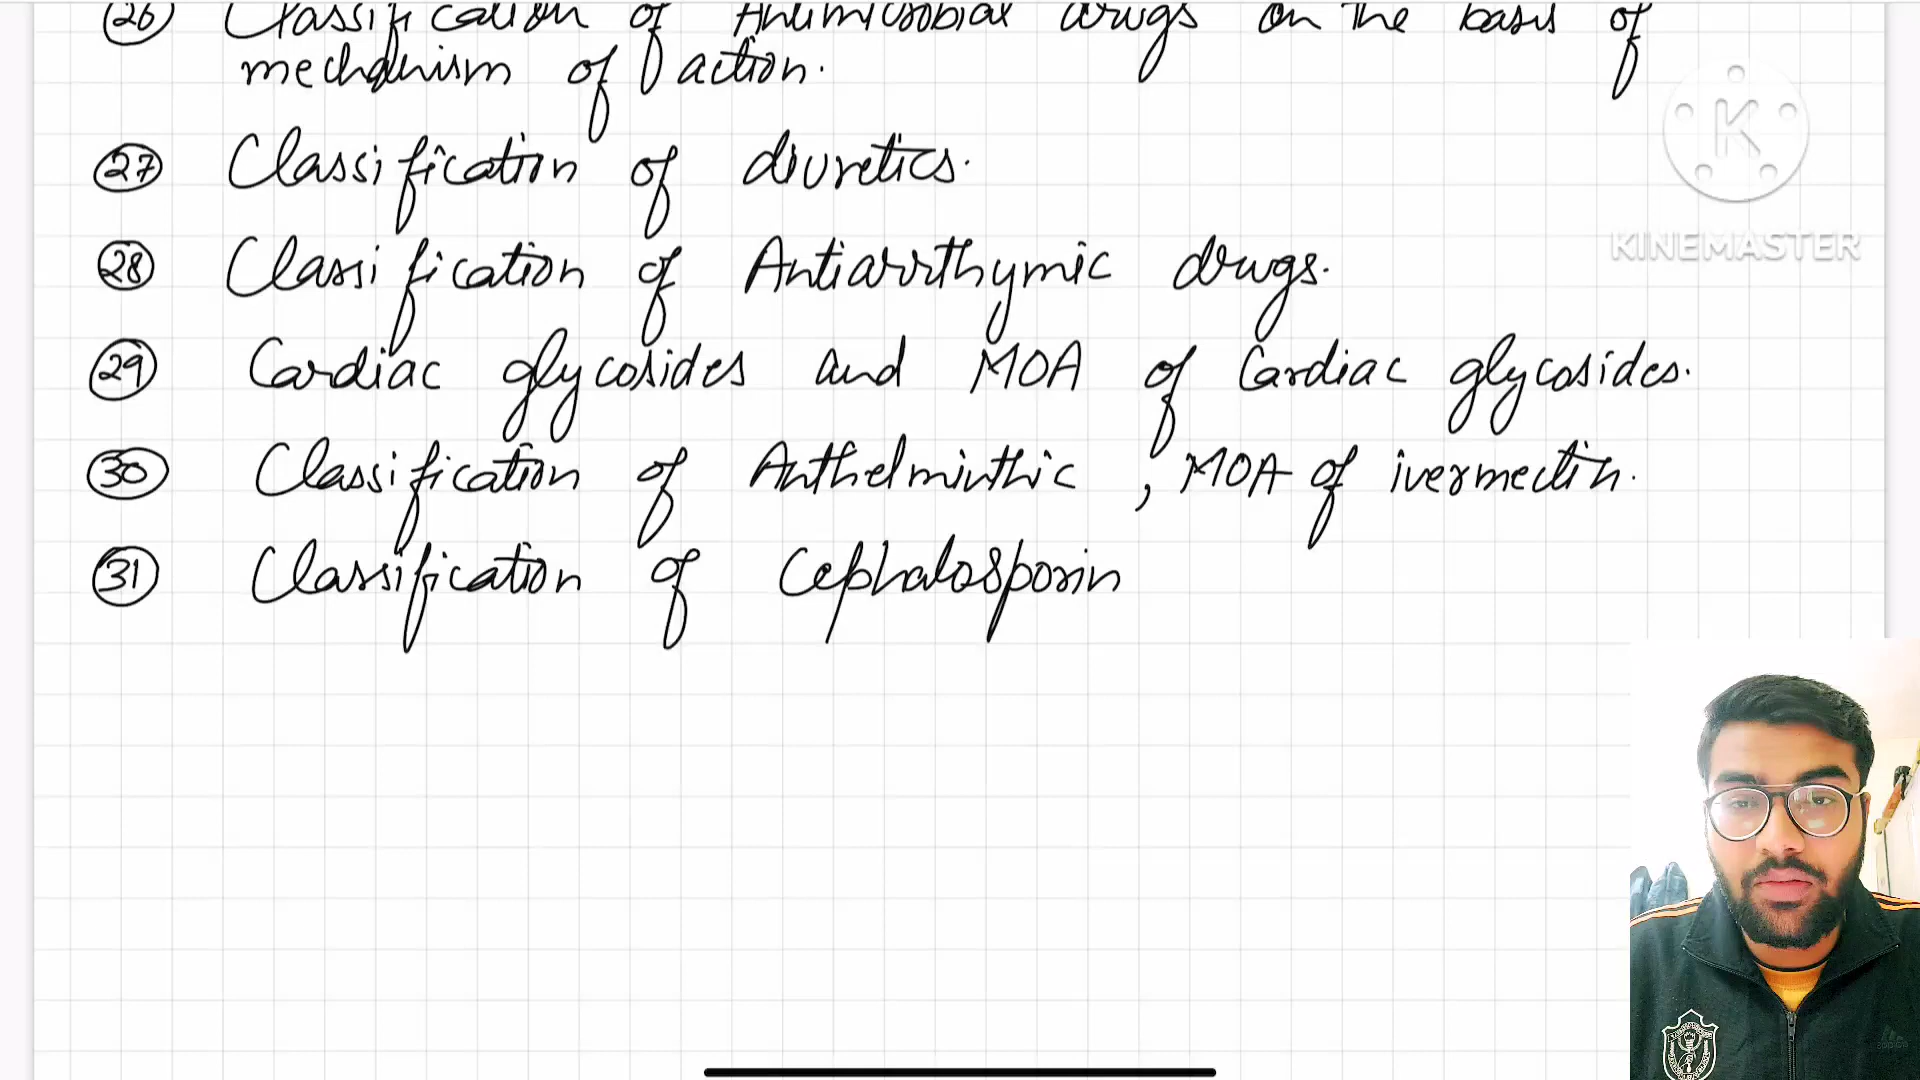 26 Classification of Antimicrobial drugs on the basis of
mechanism of action.
27 Classification of diuretics.
28 Classification of Antiarrthymic drugs.
29 Cardiac glycosides and MOA of Cardiac glycosides.
30 Classification of Anthelminthic , MOA of ivermectin.
31 Classification of Cephalosporin
K
KINEMASTER